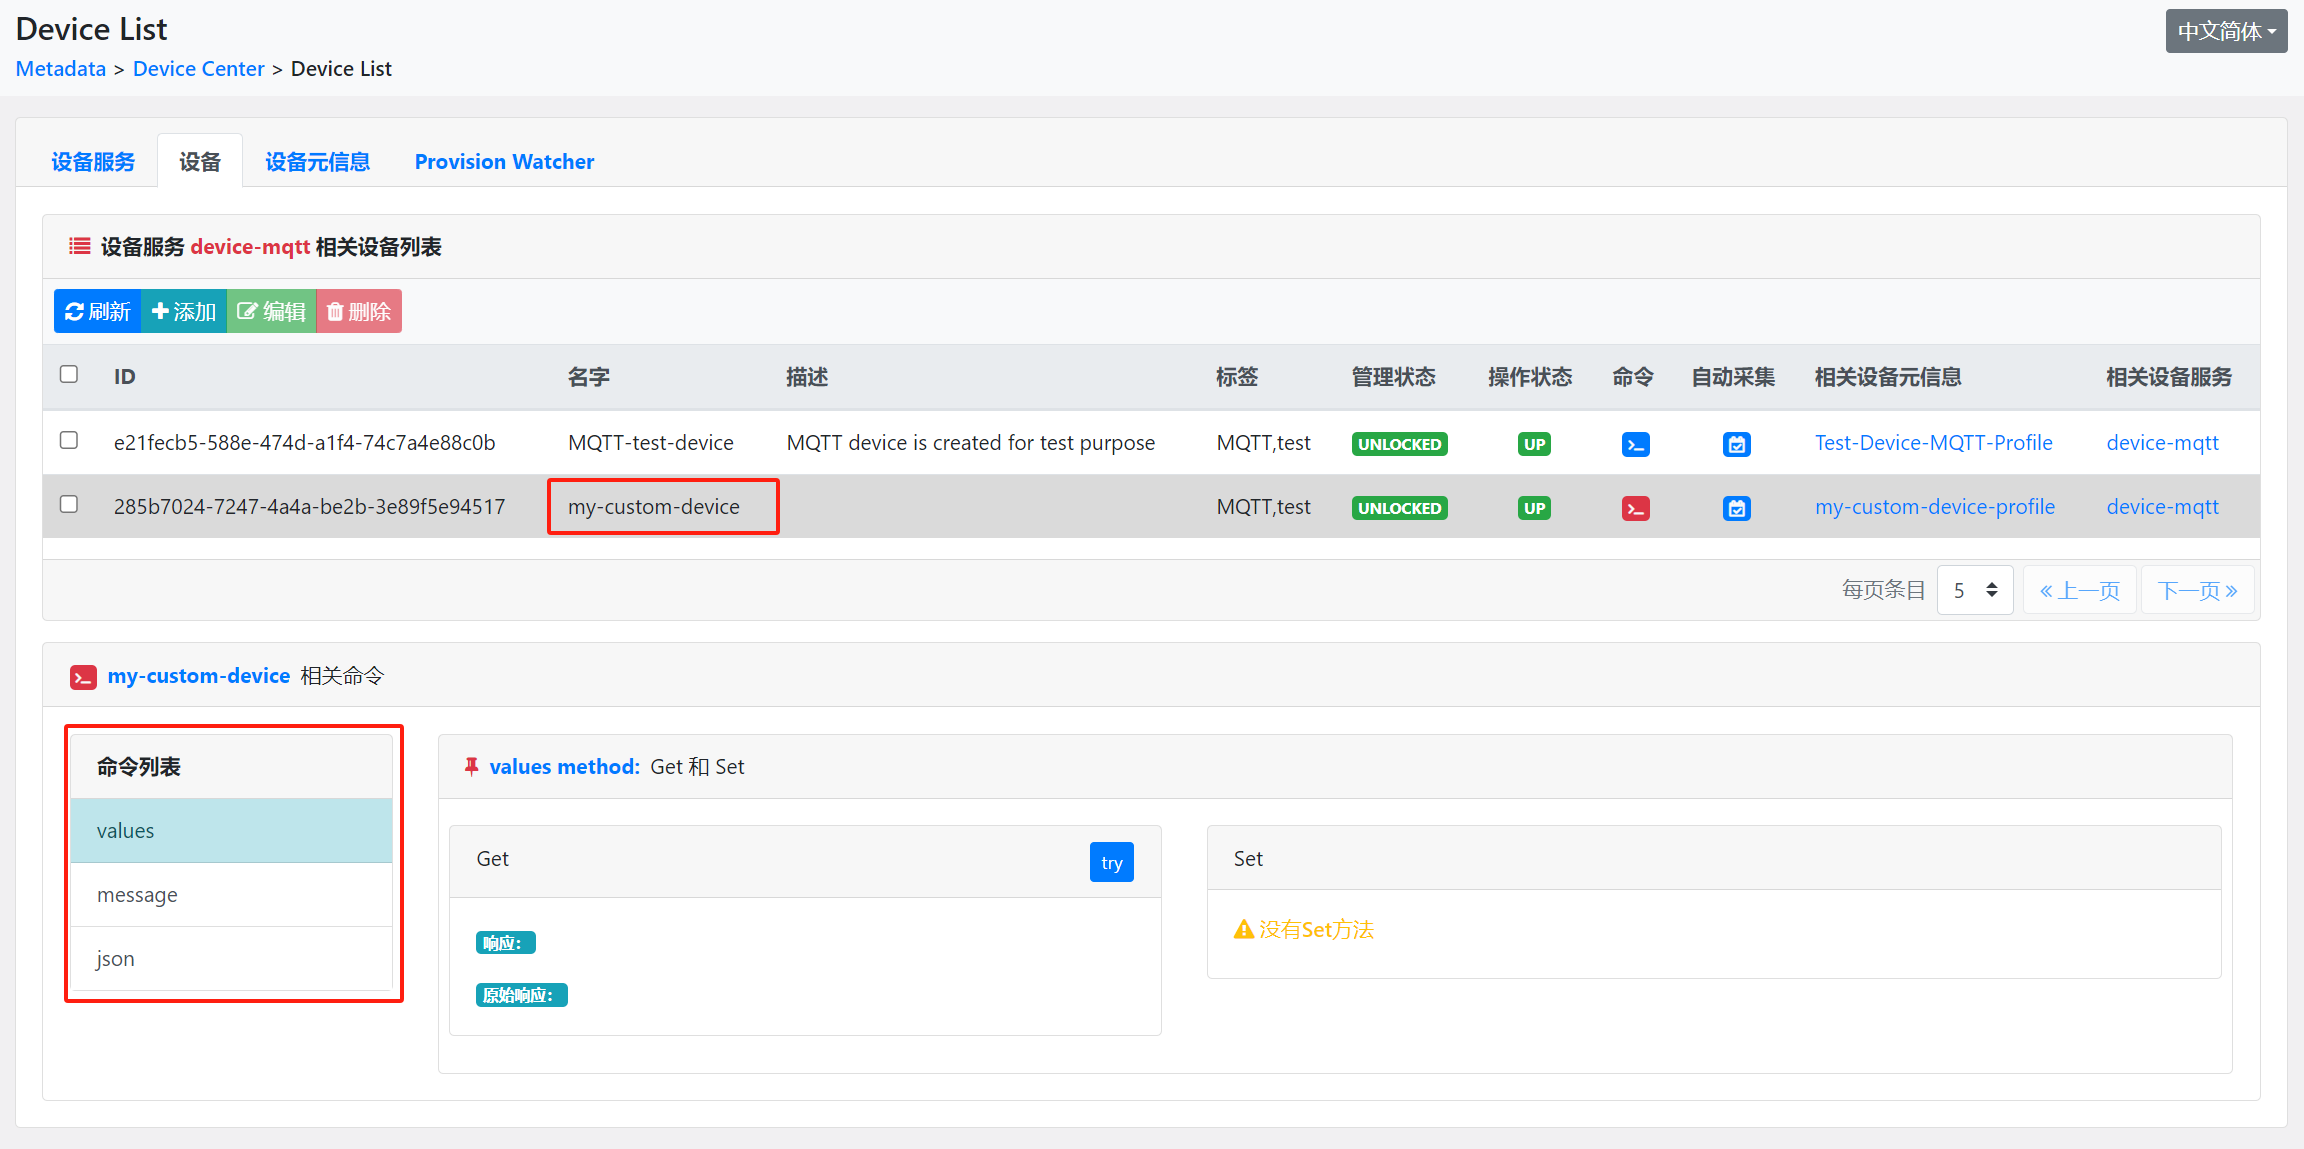 Device List
中文简体
Metadata > Device Center > Device List
设备服务 设备 设备元信息 Provision Watcher
设备服务 device-mqtt 相关设备列表
刷新 添加 编辑 删除
ID 名字 描述 标签 管理状态 操作状态 命令 自动采集 相关设备元信息 相关设备服务
e21fecb5-588e-474d-a1f4-74c7a4e88c0b MQTT-test-device MQTT device is created for test purpose MQTT,test UNLOCKED UP Test-Device-MQTT-Profile device-mqtt
285b7024-7247-4a4a-be2b-3e89f5e94517 my-custom-device MQTT,test UNLOCKED UP my-custom-device-profile device-mqtt
每页条目 5 « 上一页 下一页 »
my-custom-device 相关命令
命令列表
values
message
json
values method: Get 和 Set
Get try
响应：
原始响应：
Set
没有Set方法